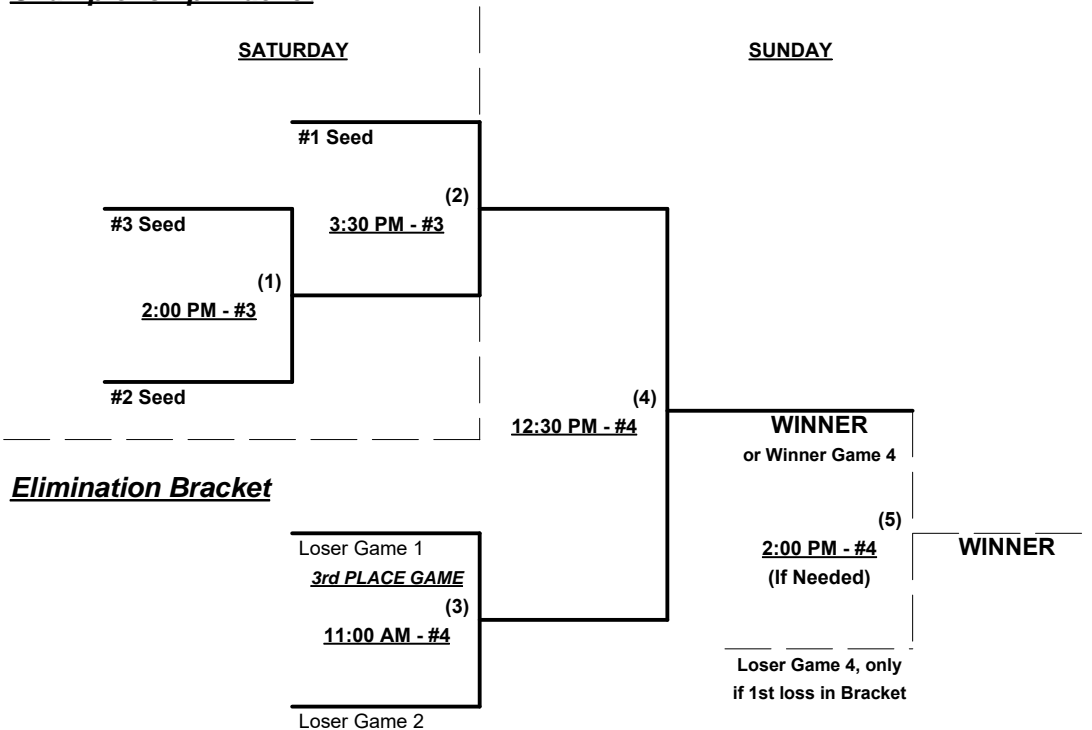 SATURDAY
SUNDAY
#1 Seed
(2)
3:30 PM - #3
#3 Seed
(1)
2:00 PM - #3
#2 Seed
(4)
12:30 PM - #4
WINNER
or Winner Game 4
Elimination Bracket
Loser Game 1
3rd PLACE GAME
(3)
11:00 AM - #4
Loser Game 2
(5)
2:00 PM - #4
(If Needed)
WINNER
Loser Game 4, only
if 1st loss in Bracket